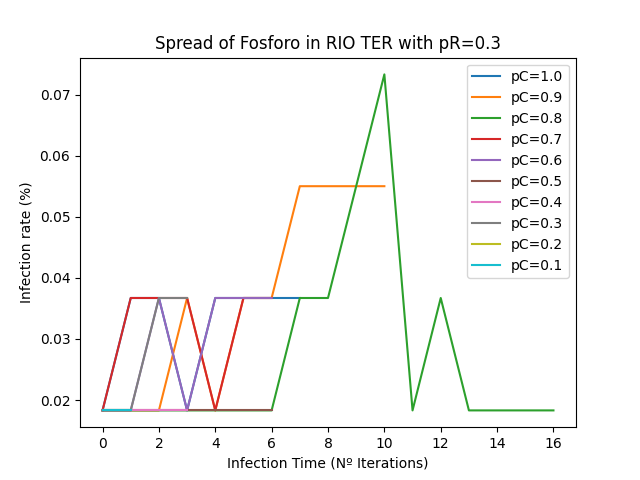 Spread of Fosforo in RIO TER with pR=0.3
Infection rate (%)
0.07
0.06
0.05
0.04
0.03
0.02
0 2 4 6 8 10 12 14 16
Infection Time (Nº Iterations)
pC=1.0
pC=0.9
pC=0.8
pC=0.7
pC=0.6
pC=0.5
pC=0.4
pC=0.3
pC=0.2
pC=0.1